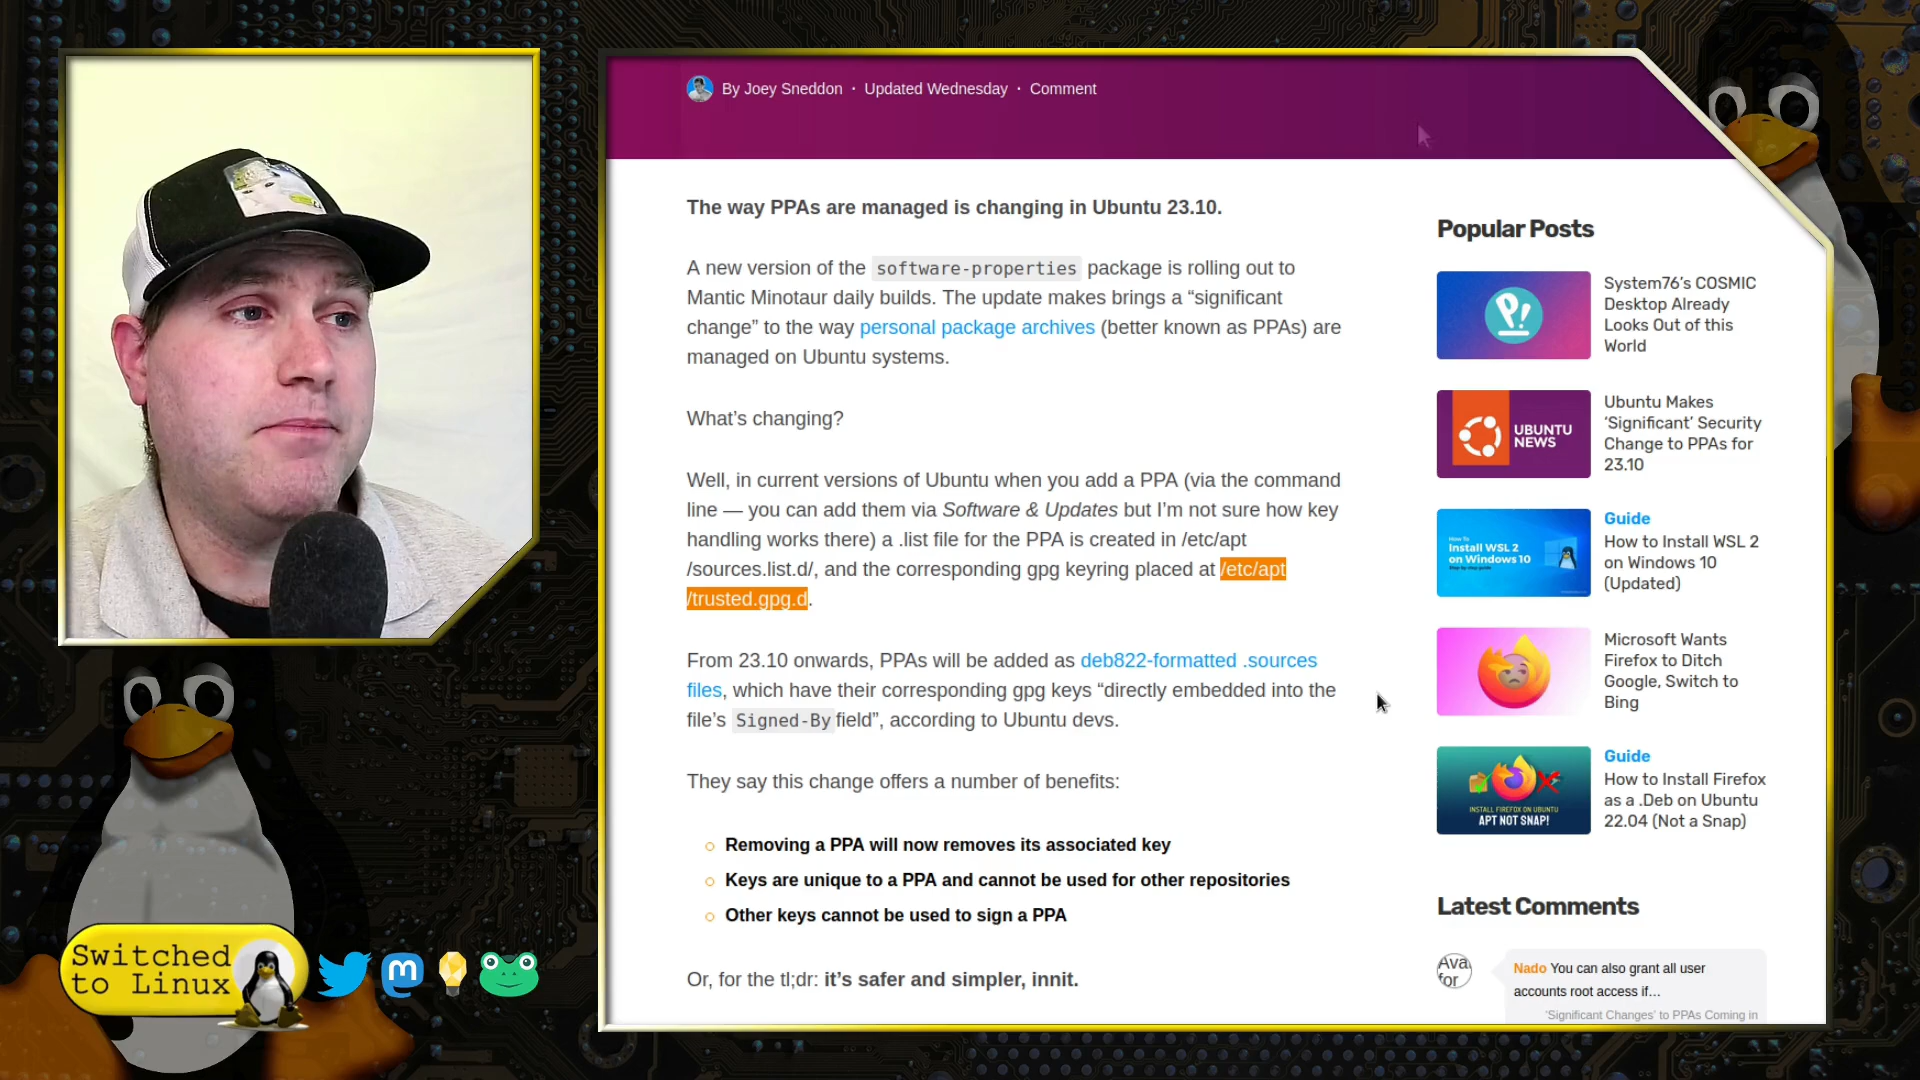 By Joey Sneddon · Updated Wednesday · Comment
The way PPAs are managed is changing in Ubuntu 23.10.
A new version of the software-properties package is rolling out to
Mantic Minotaur daily builds. The update makes brings a “significant
change” to the way personal package archives (better known as PPAs) are
managed on Ubuntu systems.
What’s changing?
Well, in current versions of Ubuntu when you add a PPA (via the command
line — you can add them via Software & Updates but I’m not sure how key
handling works there) a .list file for the PPA is created in /etc/apt
/sources.list.d/, and the corresponding gpg keyring placed at /etc/apt
/trusted.gpg.d.
From 23.10 onwards, PPAs will be added as deb822-formatted .sources
files, which have their corresponding gpg keys “directly embedded into the
file’s Signed-By field”, according to Ubuntu devs.
They say this change offers a number of benefits:
Removing a PPA will now removes its associated key
Keys are unique to a PPA and cannot be used for other repositories
Other keys cannot be used to sign a PPA
Or, for the tl;dr: it’s safer and simpler, innit.
Popular Posts
System76’s COSMIC
Desktop Already
Looks Out of this
World
UBUNTU
NEWS
Ubuntu Makes
‘Significant’ Security
Change to PPAs for
23.10
How To
Install WSL 2
on Windows 10
Guide
How to Install WSL 2
on Windows 10
(Updated)
Microsoft Wants
Firefox to Ditch
Google, Switch to
Bing
INSTALL FIREFOX ON UBUNTU
APT NOT SNAP!
Guide
How to Install Firefox
as a .Deb on Ubuntu
22.04 (Not a Snap)
Latest Comments
Ava
for
Nado You can also grant all user
accounts root access if…
‘Significant Changes’ to PPAs Coming in
Switched
to Linux